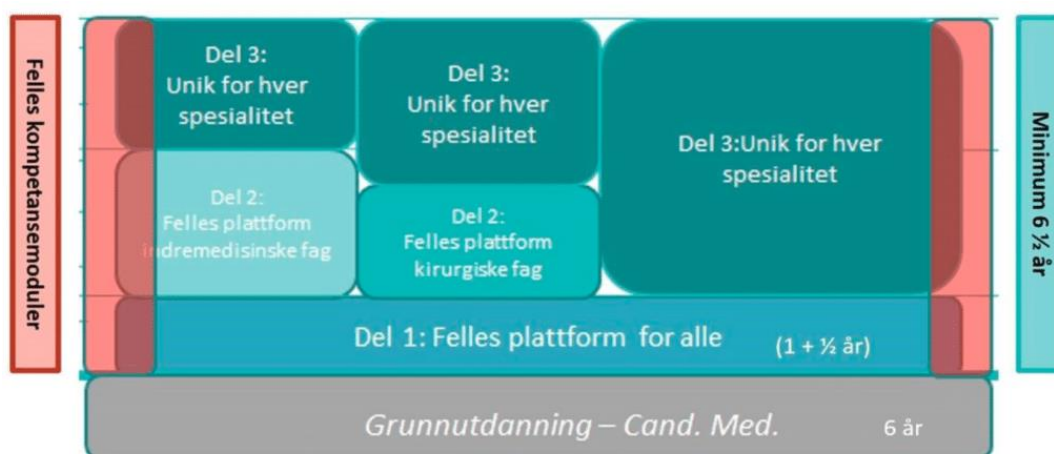 Felles kompetansemoduler
Del 3:
Unik for hver
spesialitet
Del 2:
Felles plattform
indremedisinske fag
Del 3:
Unik for hver
spesialitet
Del 2:
Felles plattform
kirurgiske fag
Del 3:Unik for hver
spesialitet
Del 1: Felles plattform for alle (1 + ½ år)
Grunnutdanning – Cand. Med. 6 år
Minimum 6 ½ år